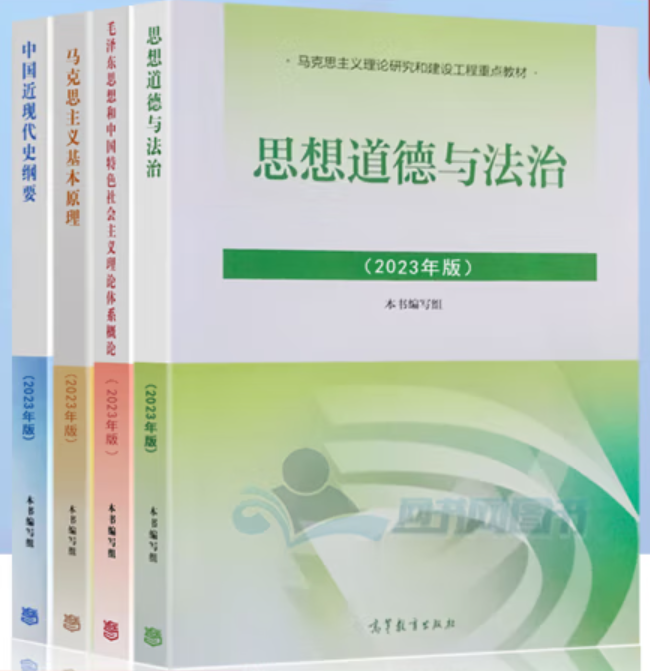 中国近现代史纲要
(2023年版)
本书编写组
马克思主义基本原理
(2023年版)
本书编写组
毛泽东思想和中国特色社会主义理论体系概论
(2023年版)
本书编写组
思想道德与法治
(2023年版)
本书编写组
·马克思主义理论研究和建设工程重点教材·
思想道德与法治
(2023年版)
本书编写组
高等教育出版社